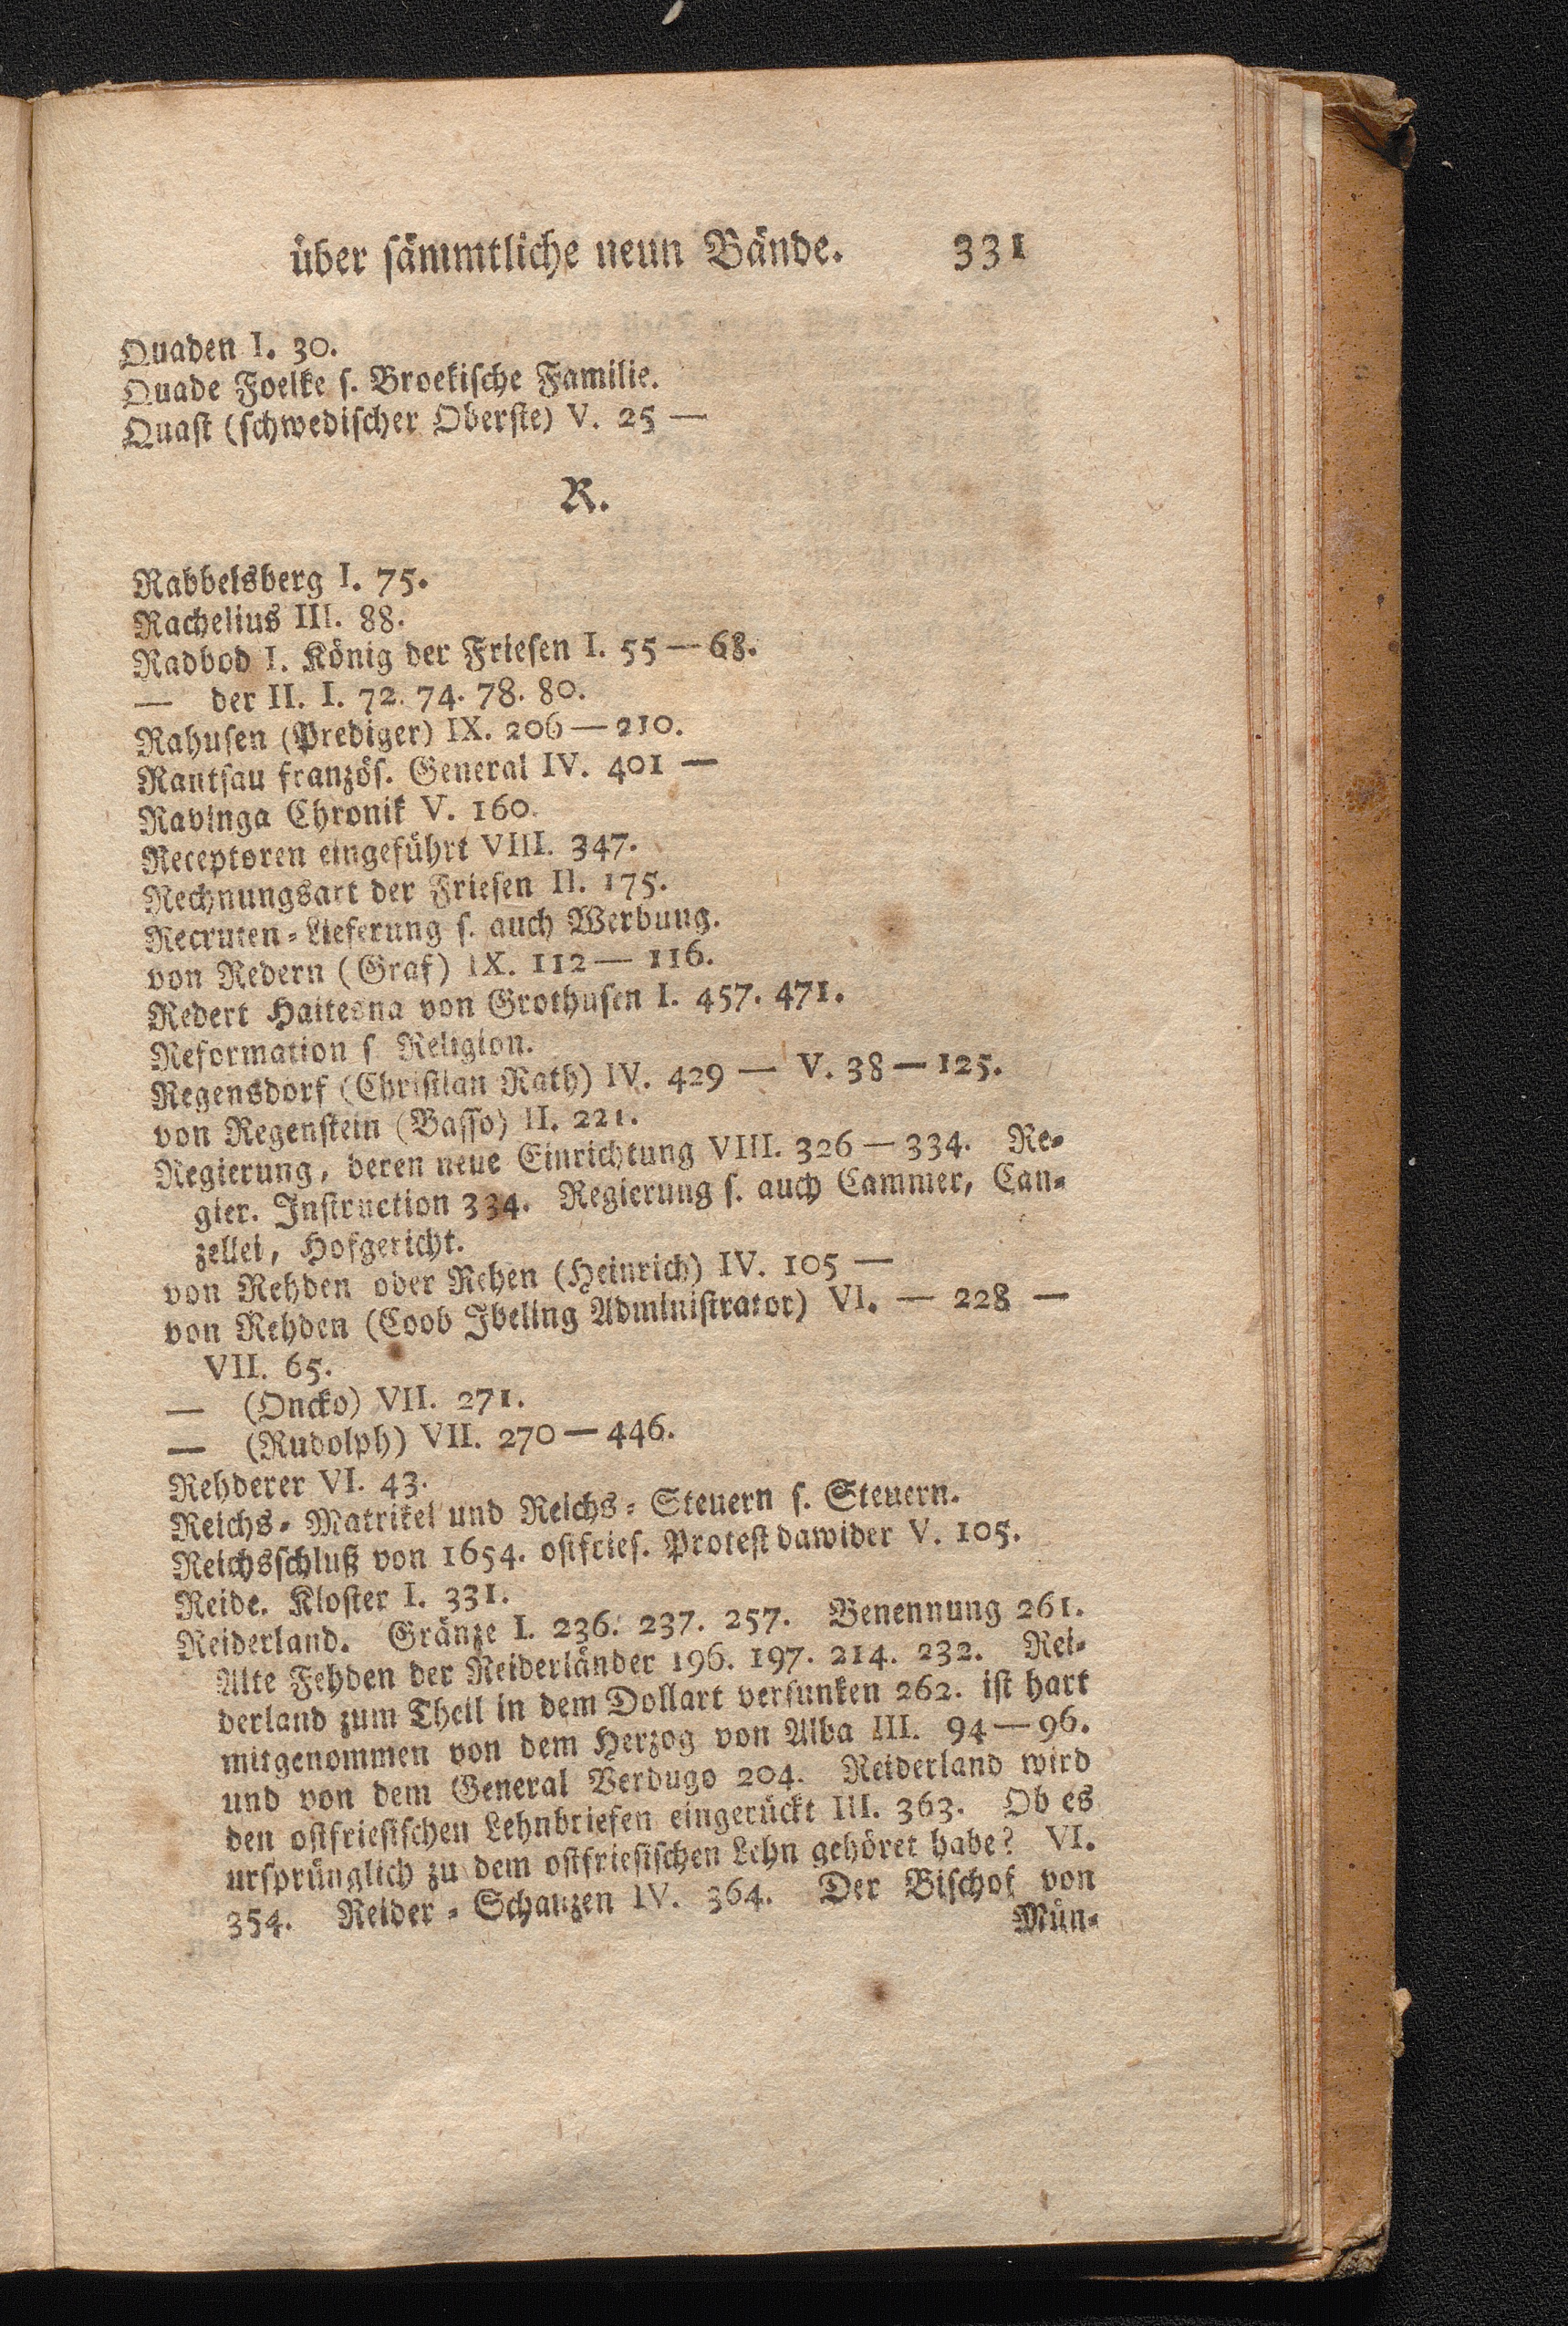 über sämmtliche neun Bände. 331
Quaden I. 30.
Quade Foelke s. Broekische Familie.
Quast (schwedischer Oberste) V. 25 —
R.
Rabbelsberg I. 75.
Rachelius III. 88.
Radbod I. König der Friesen I. 55 — 68.
— der II. I. 72. 74. 78. 80.
Rahusen (Prediger) IX. 206 — 210.
Rantsau französ. General IV. 401 —
Ravinga Chronik V. 160.
Receptoren eingeführt VIII. 347.
Rechnungsart der Friesen II. 175.
Recruten-Lieferung s. auch Werbung.
von Redern (Graf) IX. 112 — 116.
Redert Haitesna von Grothusen I. 457. 471.
Reformation s Religion.
Regensdorf (Christian Rath) IV. 429 — V. 38 — 125.
von Regenstein (Basso) II. 221.
Regierung, deren neue Einrichtung VIII. 326 — 334. Re-
gier. Instruction 334. Regierung s. auch Cammer, Can-
zellei, Hofgericht.
von Rehden oder Rehen (Heinrich) IV. 105 —
von Rehden (Coob Ibeling Administrator) VI. — 228 —
VII. 65.
— (Oncko) VII. 271.
— (Rudolph) VII. 270 — 446.
Rehderer VI. 43.
Reichs-Matrikel und Reichs-Steuern s. Steuern.
Reichsschluß von 1654. ostfries. Protest dawider V. 105.
Reide. Kloster I. 331.
Reiderland. Gränze I. 236. 237. 257. Benennung 261.
Alte Fehden der Reiderländer 196. 197. 214. 232. Rei-
derland zum Theil in dem Dollart versunken 262. ist hart
mitgenommen von dem Herzog von Alba III. 94 — 96.
und von dem General Verdugo 204. Reiderland wird
den ostfriesischen Lehnbriefen eingerückt III. 363. Ob es
ursprünglich zu dem ostfriesischen Lehn gehöret habe? VI.
354. Reider-Schanzen IV. 364. Der Bischof von
Mün-